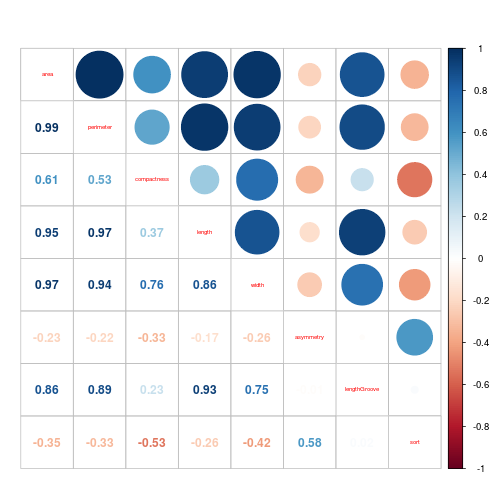 1
area
0.8
0.99 perimeter
0.6
0.61 0.53 compactness
0.4
0.2
0.95 0.97 0.37 length
0
0.97 0.94 0.76 0.86 width
-0.2
-0.23 -0.22 -0.33 -0.17 -0.26 asymmetry
-0.4
0.86 0.89 0.23 0.93 0.75 lengthGroove
-0.6
-0.35 -0.33 -0.53 -0.26 -0.42 0.58 sort
-0.8
-1